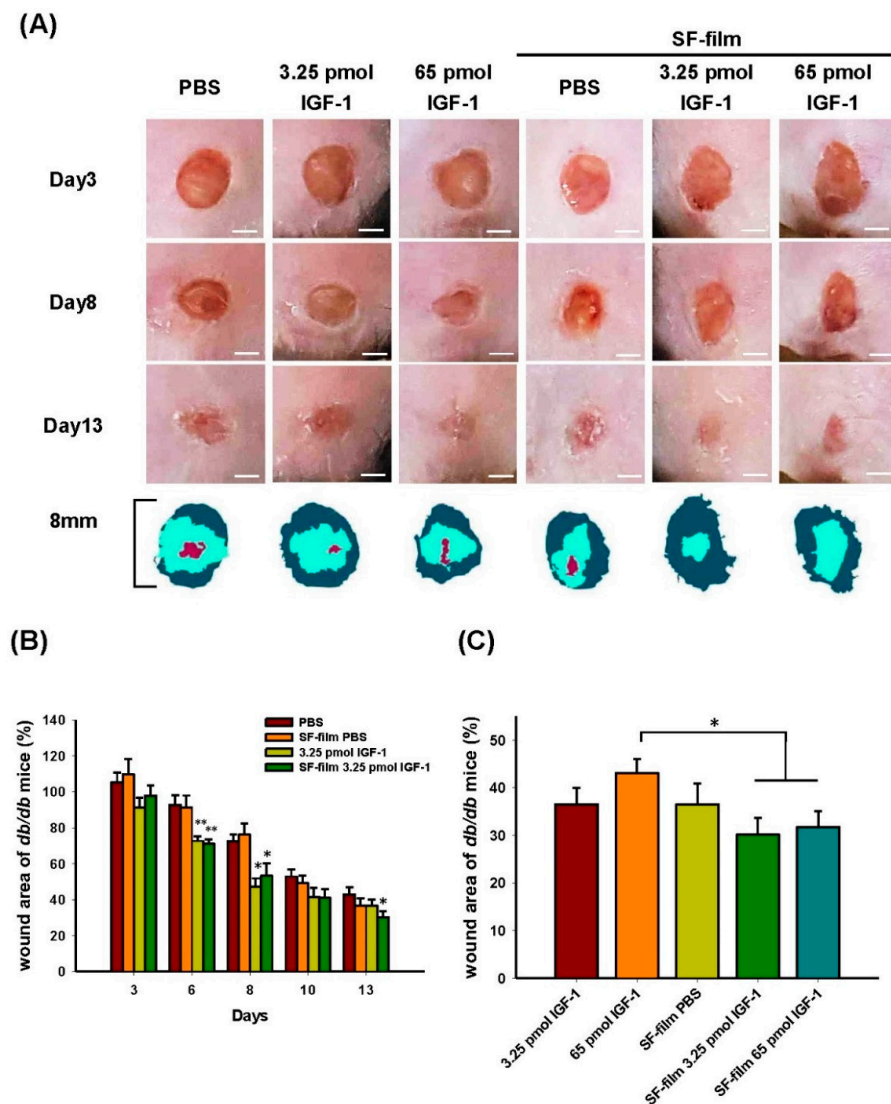 (A)
SF-film
PBS
3.25 pmol IGF-1
65 pmol IGF-1
PBS
3.25 pmol IGF-1
65 pmol IGF-1
Day3
Day8
Day13
8mm
(B)
wound area of db/db mice (%)
140
120
100
80
60
40
20
0
PBS
SF-film PBS
3.25 pmol IGF-1
SF-film 3.25 pmol IGF-1
**
**
*
*
*
3 6 8 10 13
Days
(C)
wound area of db/db mice (%)
50
40
30
20
10
0
*
3.25 pmol IGF-1
65 pmol IGF-1
SF-film PBS
SF-film 3.25 pmol IGF-1
SF-film 65 pmol IGF-1